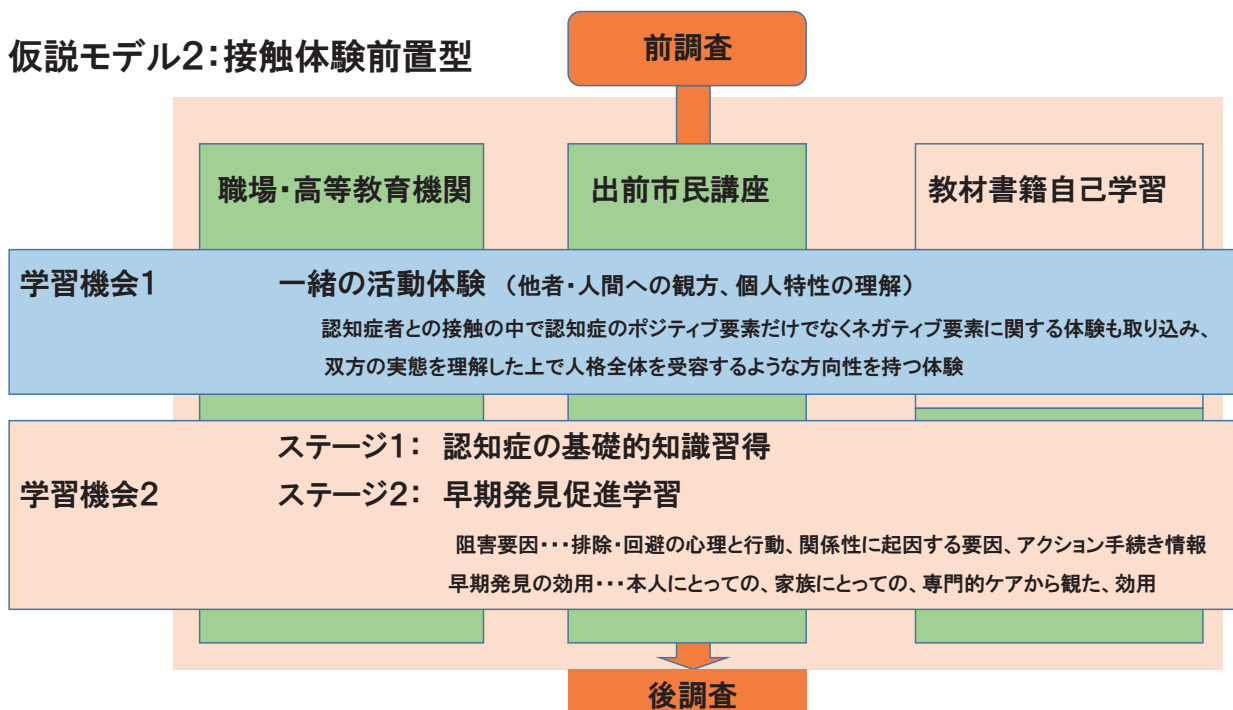 仮説モデル2：接触体験前置型
前調査
職場・高等教育機関
出前市民講座
教材書籍自己学習
学習機会1
一緒の活動体験（他者・人間への観方、個人特性の理解）
認知症者との接触の中で認知症のポジティブ要素だけでなくネガティブ要素に関する体験も取り込み、
双方の実態を理解した上で人格全体を受容するような方向性を持つ体験
ステージ1： 認知症の基礎的知識習得
学習機会2
ステージ2： 早期発見促進学習
阻害要因・・・排除・回避の心理と行動、関係性に起因する要因、アクション手続き情報
早期発見の効用・・・本人にとっての、家族にとっての、専門的ケアから観た、効用
後調査